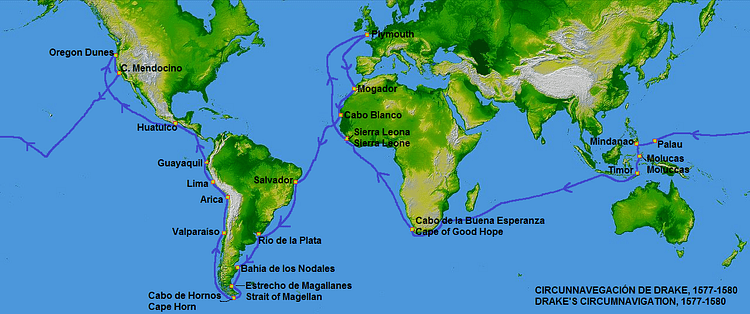 Plymouth
Oregon Dunes
C. Mendocino
Mogador
Cabo Blanco
Huatulco
Sierra Leona
Sierra Leone
Mindanao
Palau
Guayaquil
Molucas
Moluccas
Timor
Lima
Salvador
Arica
Cabo de la Buena Esperanza
Cape of Good Hope
Valparaíso
Río de la Plata
Bahía de los Nodales
Estrecho de Magallanes
Strait of Magellan
Cabo de Hornos
Cape Horn
CIRCUNNAVEGACIÓN DE DRAKE, 1577-1580
DRAKE'S CIRCUMNAVIGATION, 1577-1580